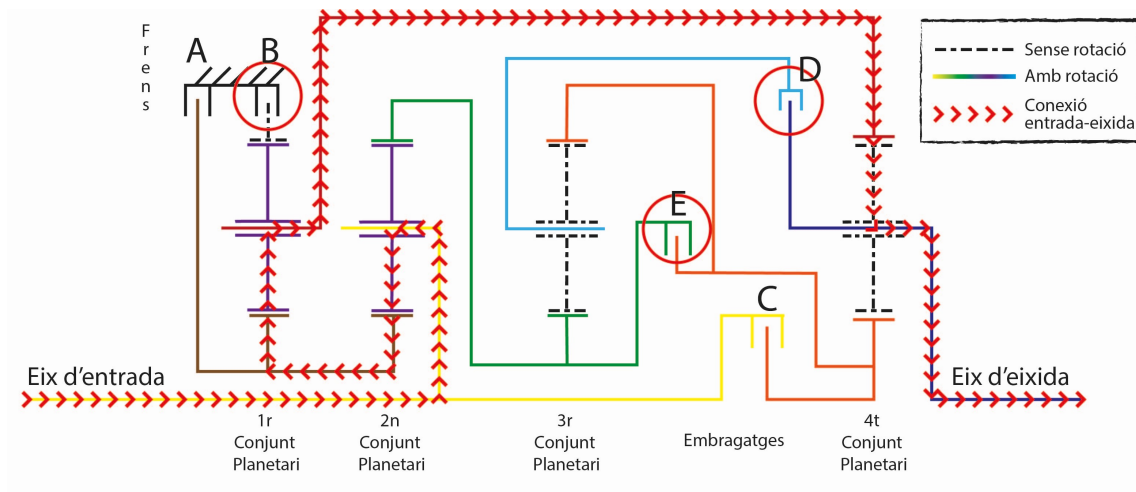 Frens
A
B
D
Sense rotació
Amb rotació
Conexió
entrada-eixida
E
C
Eix d'entrada
Eix d'eixida
1r
Conjunt
Planetari
2n
Conjunt
Planetari
3r
Conjunt
Planetari
Embragatges
4t
Conjunt
Planetari